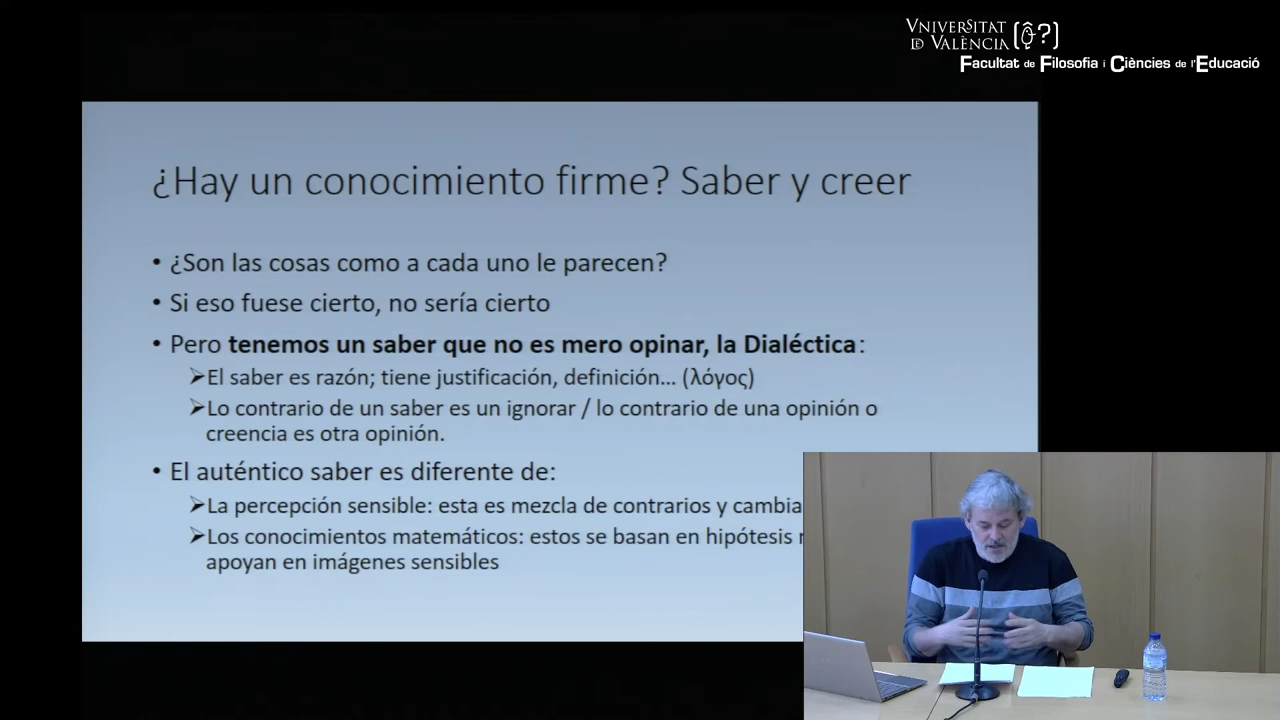 VNIVERSITAT
DE VALÈNCIA
Facultat de Filosofia i Ciències de l'Educació
¿Hay un conocimiento firme? Saber y creer
• ¿Son las cosas como a cada uno le parecen?
• Si eso fuese cierto, no sería cierto
• Pero tenemos un saber que no es mero opinar, la Dialéctica:
➢El saber es razón; tiene justificación, definición... (λόγος)
➢Lo contrario de un saber es un ignorar / lo contrario de una opinión o
creencia es otra opinión.
• El auténtico saber es diferente de:
➢La percepción sensible: esta es mezcla de contrarios y cambia
➢Los conocimientos matemáticos: estos se basan en hipótesis
apoyan en imágenes sensibles